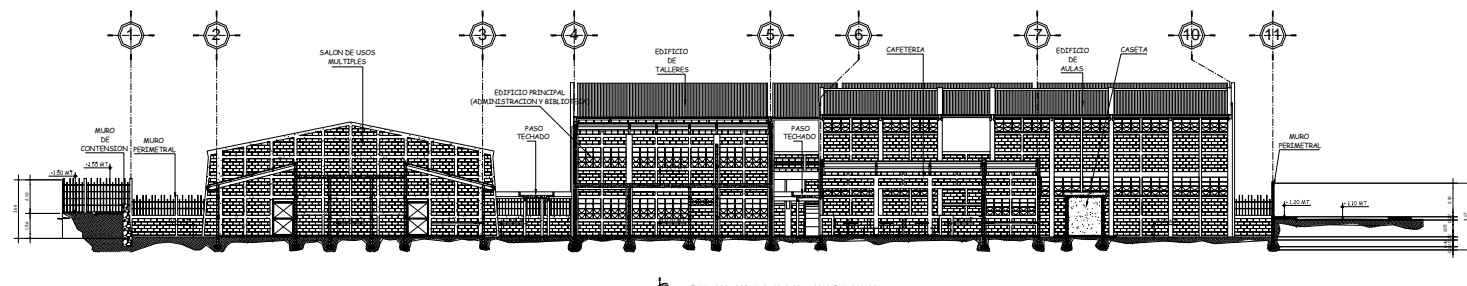 1
2
3
4
5
6
7
10
11
SALON DE USOS
MULTIPLES
EDIFICIO
DE
TALLERES
CAFETERIA
EDIFICIO
DE
AULAS
CASETA
EDIFICIO PRINCIPAL
(ADMINISTRACION Y BIBLIOTECA)
PASO
TECHADO
PASO
TECHADO
MURO
DE
CONTENSION
MURO
PERIMETRAL
MURO
PERIMETRAL
+1.50 MT.
+1.55 MT.
-1.20 MT.
-1.10 MT.